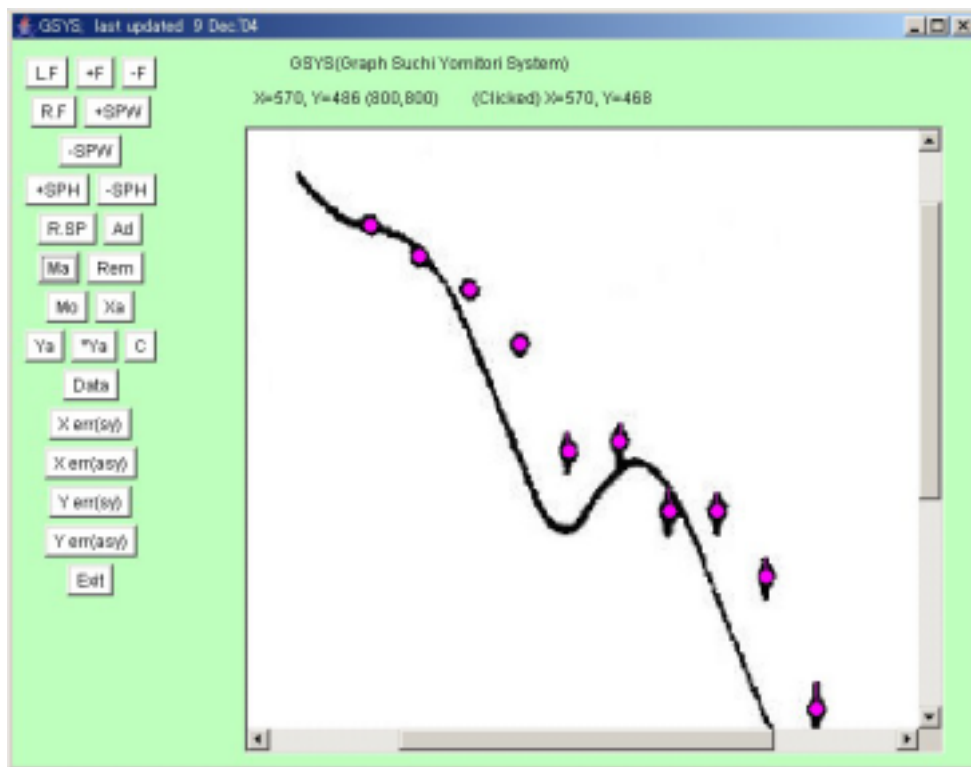 GSYS; last updated 9 Dec.'04
GSYS(Graph Suchi Yomitori System)
X=570, Y=486 (800,800) (Clicked) X=570, Y=468
L.F +F -F
R.F +SPW
-SPW
+SPH -SPH
R.SP Ad
Ma Rem
Mo Xa
Ya *Ya C
Data
X err(sy)
X err(asy)
Y err(sy)
Y err(asy)
Exit